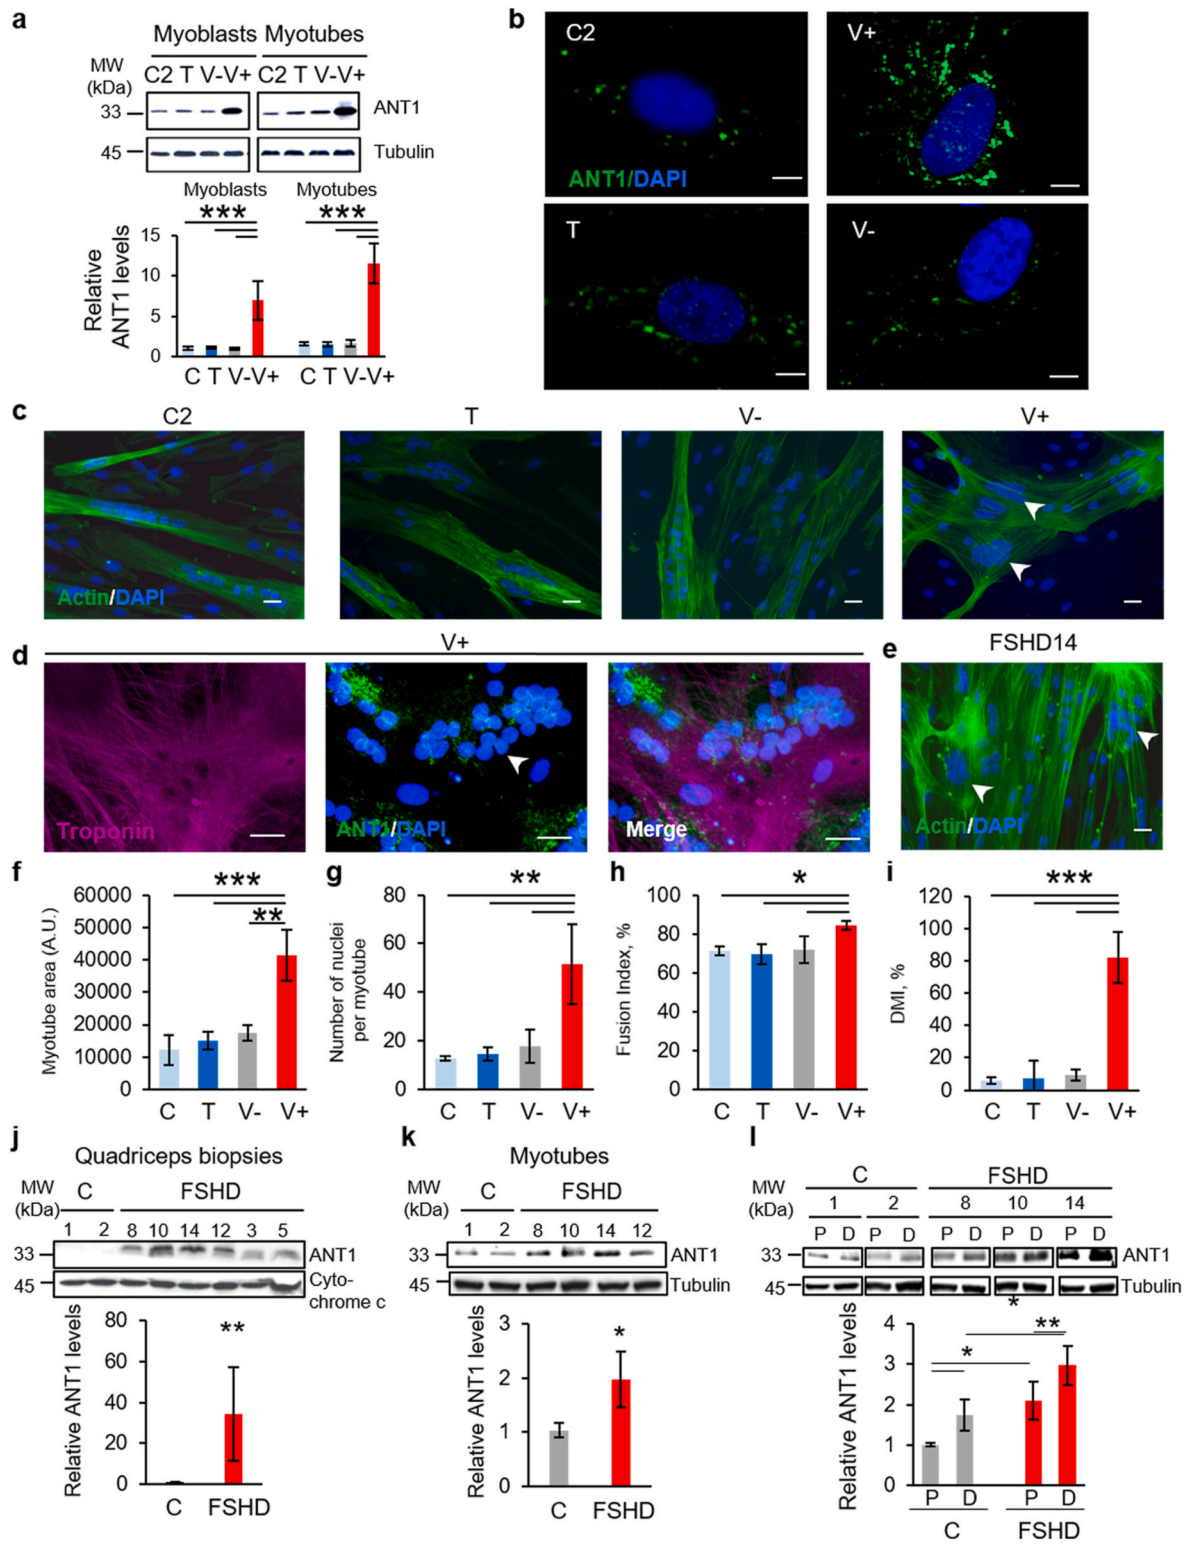 a
Myoblasts Myotubes
MW
(kDa)
C2 T V-V+ C2 T V-V+
33 ANT1
45 Tubulin
Myoblasts Myotubes
*** ***
Relative
ANT1 levels
15
10
5
0
C T V-V+ C T V-V+
b
C2 V+
ANT1/DAPI
T V-
c
C2 T V- V+
Actin/DAPI
d
V+
Troponin ANT1/DAPI Merge
e
FSHD14
Actin/DAPI
f
***
**
Myotube area (A.U.)
60000
50000
40000
30000
20000
10000
0
C T V- V+
g
**
Number of nuclei
per myotube
80
60
40
20
0
C T V- V+
h
*
Fusion Index, %
100
80
60
40
20
0
C T V- V+
i
***
DMI, %
120
100
80
60
40
20
0
C T V- V+
j
Quadriceps biopsies
MW
(kDa)
C FSHD
1 2 8 10 14 12 3 5
33 ANT1
45 Cyto-
chrome c
Relative ANT1 levels
80
60
40
20
0
**
C FSHD
k
Myotubes
MW
(kDa)
C FSHD
1 2 8 10 14 12
33 ANT1
45 Tubulin
Relative ANT1 levels
3
2
1
0
*
C FSHD
l
MW
(kDa)
C FSHD
1 2 8 10 14
P D P D P D P D P D
33 ANT1
45 Tubulin
Relative ANT1 levels
4
3
2
1
0
*
* **
P D P D
C FSHD